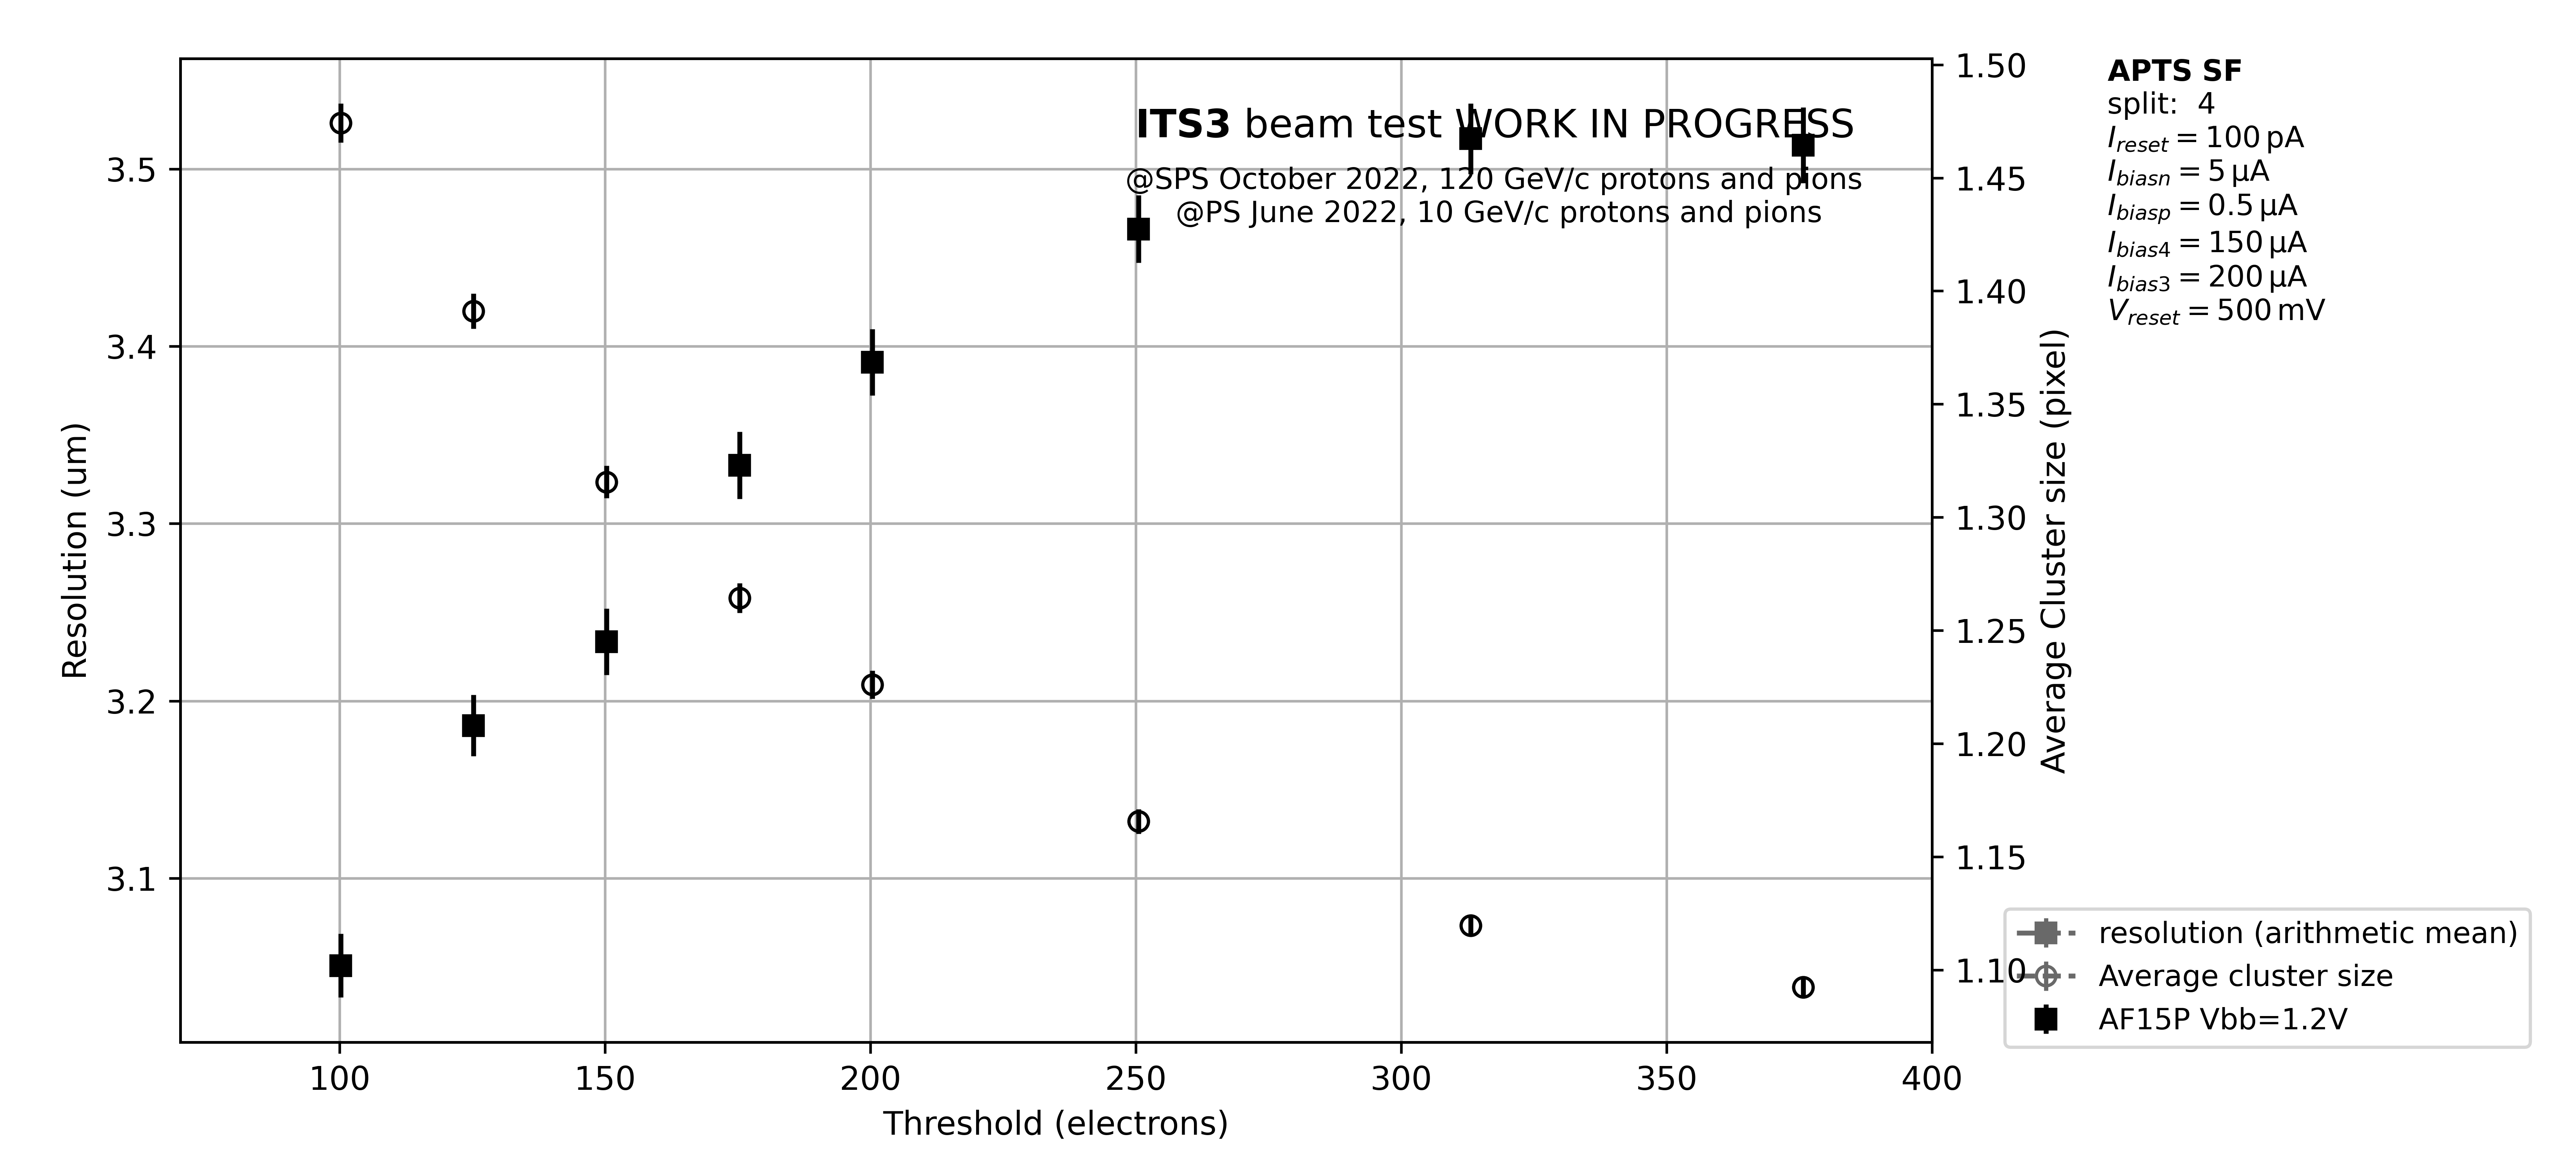 ITS3 beam test WORK IN PROGRESS
@SPS October 2022, 120 GeV/c protons and pions
@PS June 2022, 10 GeV/c protons and pions
Resolution (um)
3.5
3.4
3.3
3.2
3.1
100
150
200
250
300
350
400
Threshold (electrons)
1.50
1.45
1.40
1.35
1.30
1.25
1.20
1.15
1.10
Average Cluster size (pixel)
APTS SF
split: 4
I_reset = 100 pA
I_biasn = 5 µA
I_biasp = 0.5 µA
I_bias4 = 150 µA
I_bias3 = 200 µA
V_reset = 500 mV
resolution (arithmetic mean)
Average cluster size
AF15P Vbb=1.2V